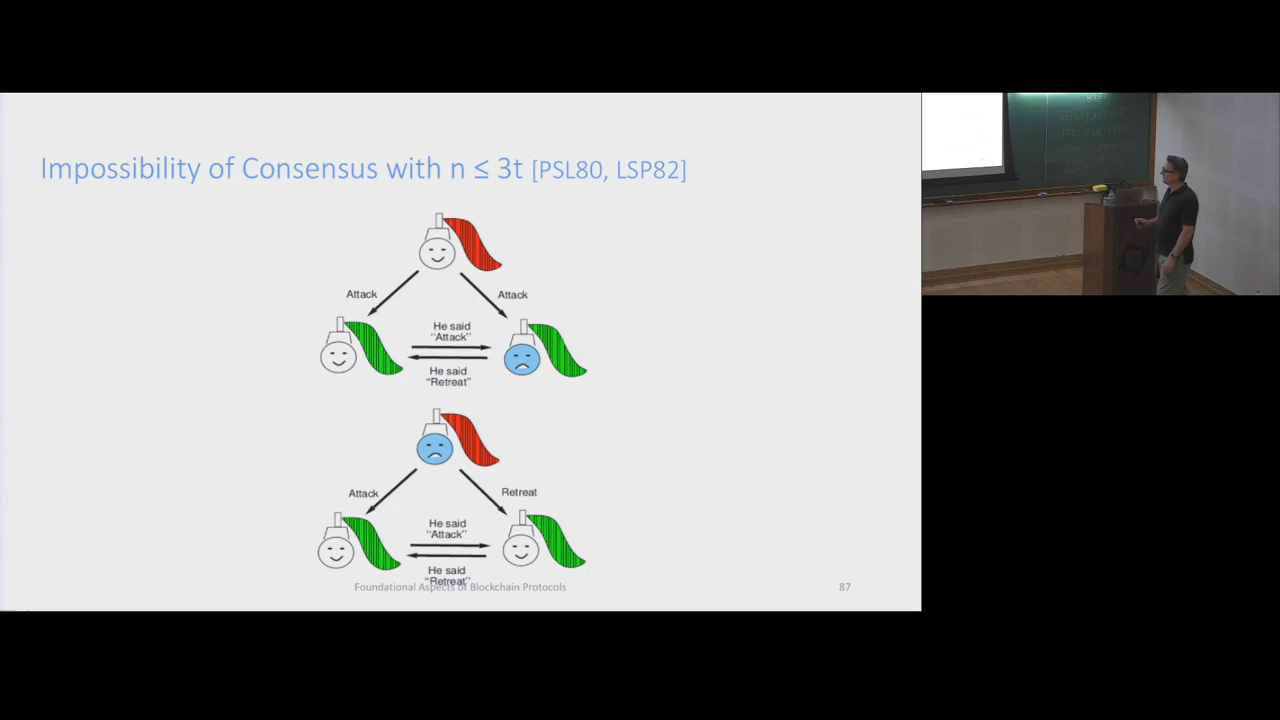 Impossibility of Consensus with n ≤ 3t [PSL80, LSP82]
Attack
Attack
He said
“Attack”
He said
“Retreat”
Attack
Retreat
He said
“Attack”
He said
“Retreat”
Foundational Aspects of Blockchain Protocols
87